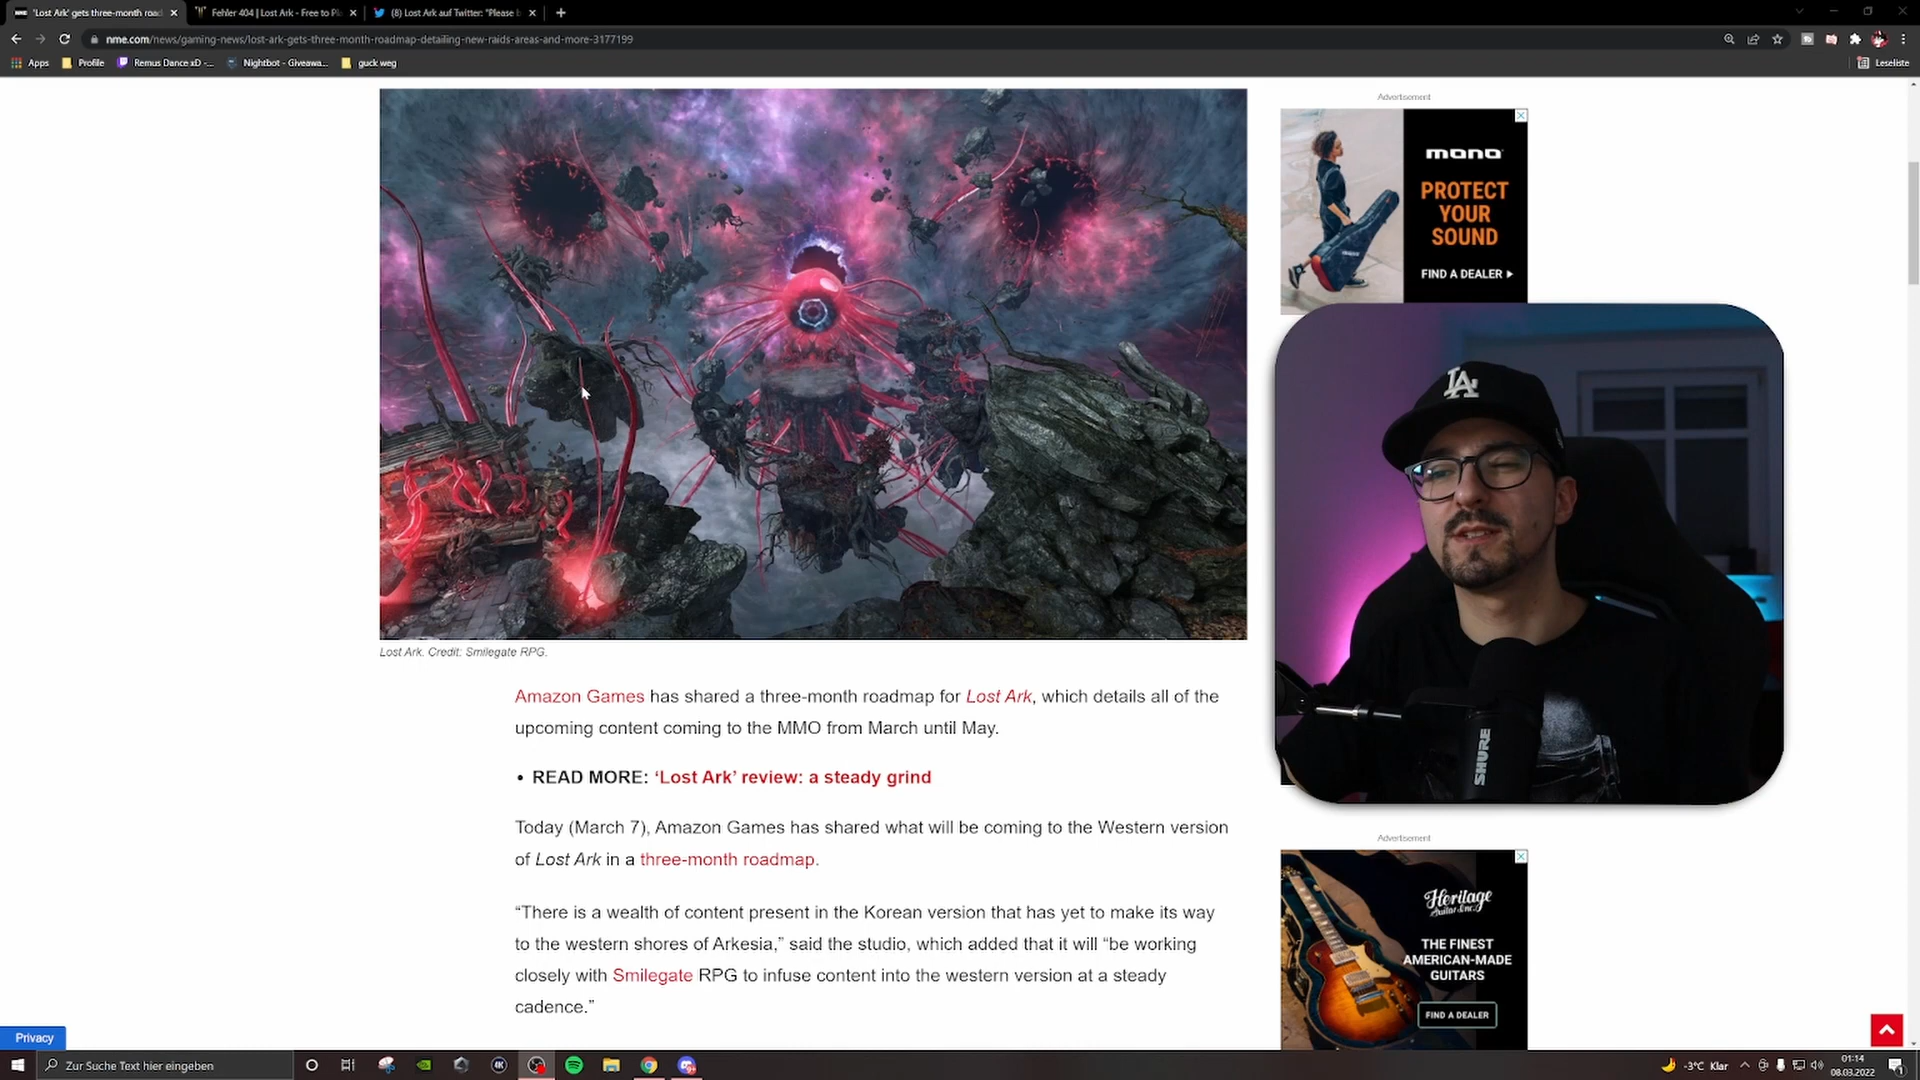 'Lost Ark' gets three-month road
Fehler 404 | Lost Ark - Free to Pl
(8) Lost Ark auf Twitter: "Please b
nme.com/news/gaming-news/lost-ark-gets-three-month-roadmap-detailing-new-raids-areas-and-more-3177199
Apps
Profile
Remus Dance xD -...
Nightbot - Giveawa...
guck weg
Leseliste
Advertisement
mono
PROTECT
YOUR
SOUND
FIND A DEALER
LA
SHURE
Lost Ark. Credit: Smilegate RPG.
Amazon Games has shared a three-month roadmap for Lost Ark, which details all of the
upcoming content coming to the MMO from March until May.
• READ MORE: ‘Lost Ark’ review: a steady grind
Today (March 7), Amazon Games has shared what will be coming to the Western version
of Lost Ark in a three-month roadmap.
“There is a wealth of content present in the Korean version that has yet to make its way
to the western shores of Arkesia,” said the studio, which added that it will “be working
closely with Smilegate RPG to infuse content into the western version at a steady
cadence.”
Advertisement
Heritage
THE FINEST
AMERICAN-MADE
GUITARS
FIND A DEALER
Privacy
Zur Suche Text hier eingeben
-3°C Klar
01:14
08.03.2022